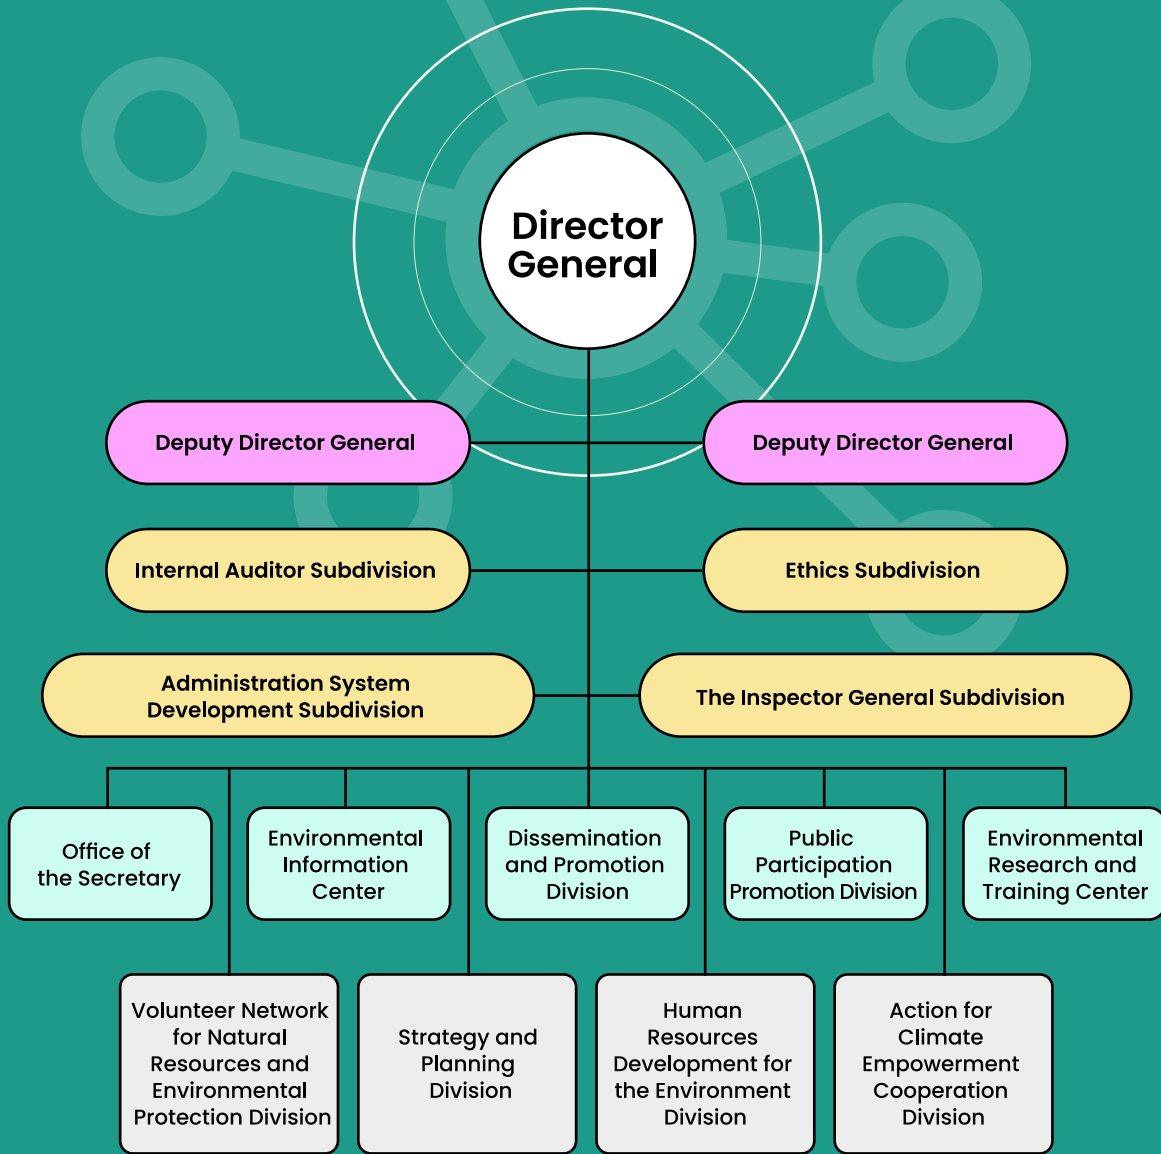 Director
General
Deputy Director General
Deputy Director General
Internal Auditor Subdivision
Ethics Subdivision
Administration System
Development Subdivision
The Inspector General Subdivision
Office of
the Secretary
Environmental
Information
Center
Dissemination
and Promotion
Division
Public
Participation
Promotion Division
Environmental
Research and
Training Center
Volunteer Network
for Natural
Resources and
Environmental
Protection Division
Strategy and
Planning
Division
Human
Resources
Development for
the Environment
Division
Action for
Climate
Empowerment
Cooperation
Division